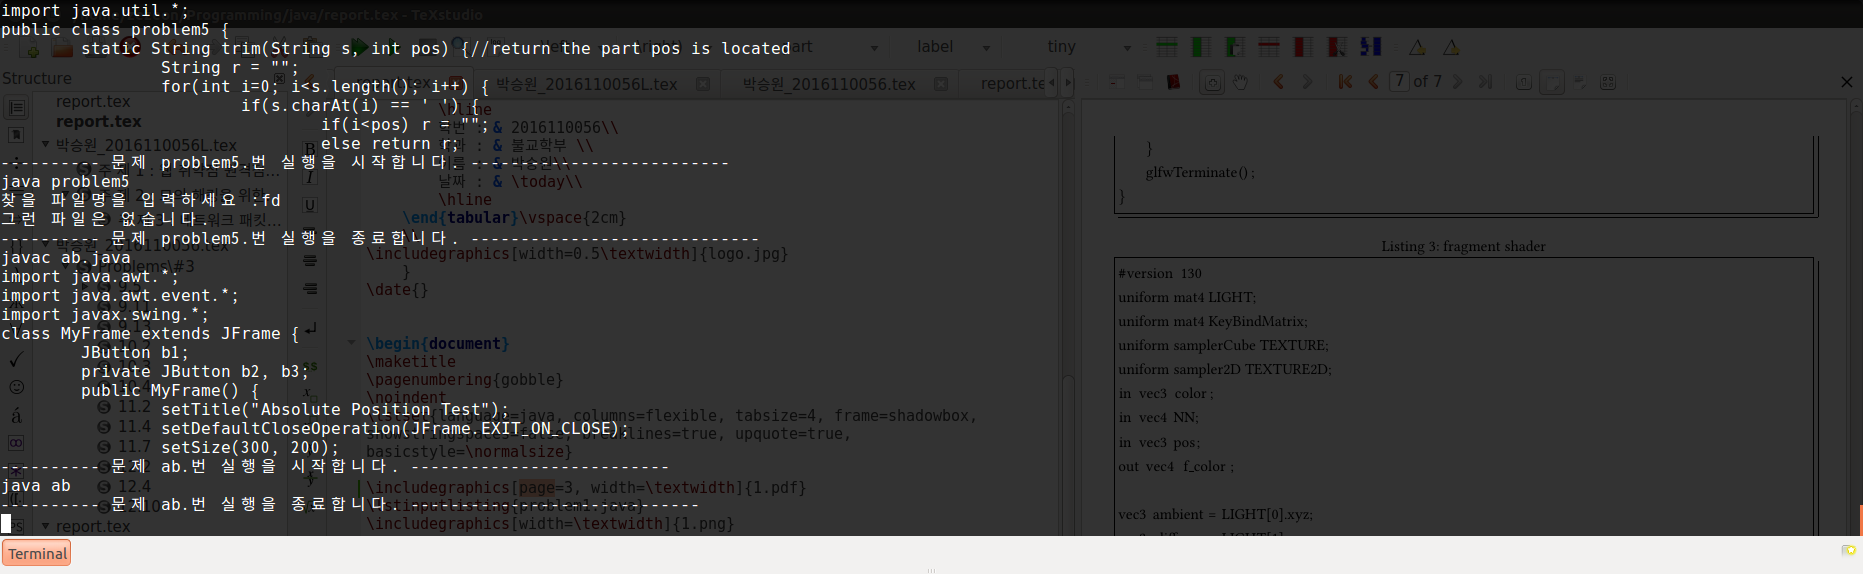 import java.util.*;
public class problem5 {
static String trim(String s, int pos) {//return the part pos is located
String r = "";
for(int i=0; i<s.length(); i++) {
if(s.charAt(i) == ' ') {
if(i<pos) r = "";
else return r;
---------- 문제 problem5.번 실행을 시작합니다. --------------------------
java problem5
찾을 파일명을 입력하세요 :fd
그런 파일은 없습니다.
---------- 문제 problem5.번 실행을 종료합니다. -----------------------------
javac ab.java
import java.awt.*;
import java.awt.event.*;
import javax.swing.*;
class MyFrame extends JFrame {
JButton b1;
private JButton b2, b3;
public MyFrame() {
setTitle("Absolute Position Test");
setDefaultCloseOperation(JFrame.EXIT_ON_CLOSE);
setSize(300, 200);
---------- 문제 ab.번 실행을 시작합니다. --------------------------
java ab
---------- 문제 ab.번 실행을 종료합니다. -----------------------------
Terminal
Programming/java/report.tex - TeXstudio
label
tiny
Structure
report.tex
report.tex
박승원_2016110056L.tex
report.tex
박승원_2016110056L.tex
박승원_2016110056.tex
7 of 7
Problems\#3
11.2
11.4
11.7
12.4
\hline
: & 2016110056\\
: & 불교학부 \\
: & 박승원\\
날짜 : & \today\\
\hline
\end{tabular}\vspace{2cm}
\includegraphics[width=0.5\textwidth]{logo.jpg}
}
\date{}
\begin{document}
\maketitle
\pagenumbering{gobble}
\noindent
\lstset{language=java, columns=flexible, tabsize=4, frame=shadowbox,
showstringspaces=false, breaklines=true, upquote=true,
basicstyle=\normalsize}
\includegraphics[page=3, width=\textwidth]{1.pdf}
\lstinputlisting{problem1.java}
\includegraphics[width=\textwidth]{1.png}
}
glfwTerminate();
}
Listing 3: fragment shader
#version 130
uniform mat4 LIGHT;
uniform mat4 KeyBindMatrix;
uniform samplerCube TEXTURE;
uniform sampler2D TEXTURE2D;
in vec3 color;
in vec4 NN;
in vec3 pos;
out vec4 f_color;
vec3 ambient = LIGHT[0].xyz;